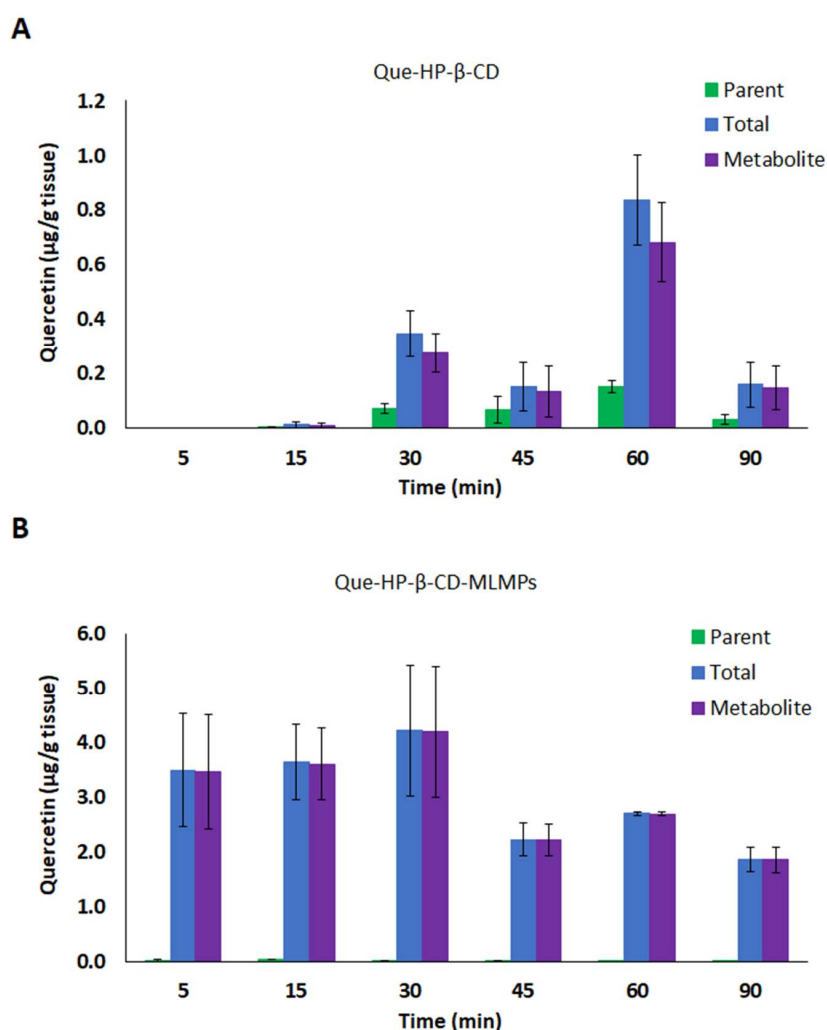 A
Que-HP-β-CD
Parent
Total
Metabolite
Quercetin (µg/g tissue)
1.2
1.0
0.8
0.6
0.4
0.2
0.0
5 15 30 45 60 90
Time (min)
B
Que-HP-β-CD-MLMPs
Parent
Total
Metabolite
Quercetin (µg/g tissue)
6.0
5.0
4.0
3.0
2.0
1.0
0.0
5 15 30 45 60 90
Time (min)